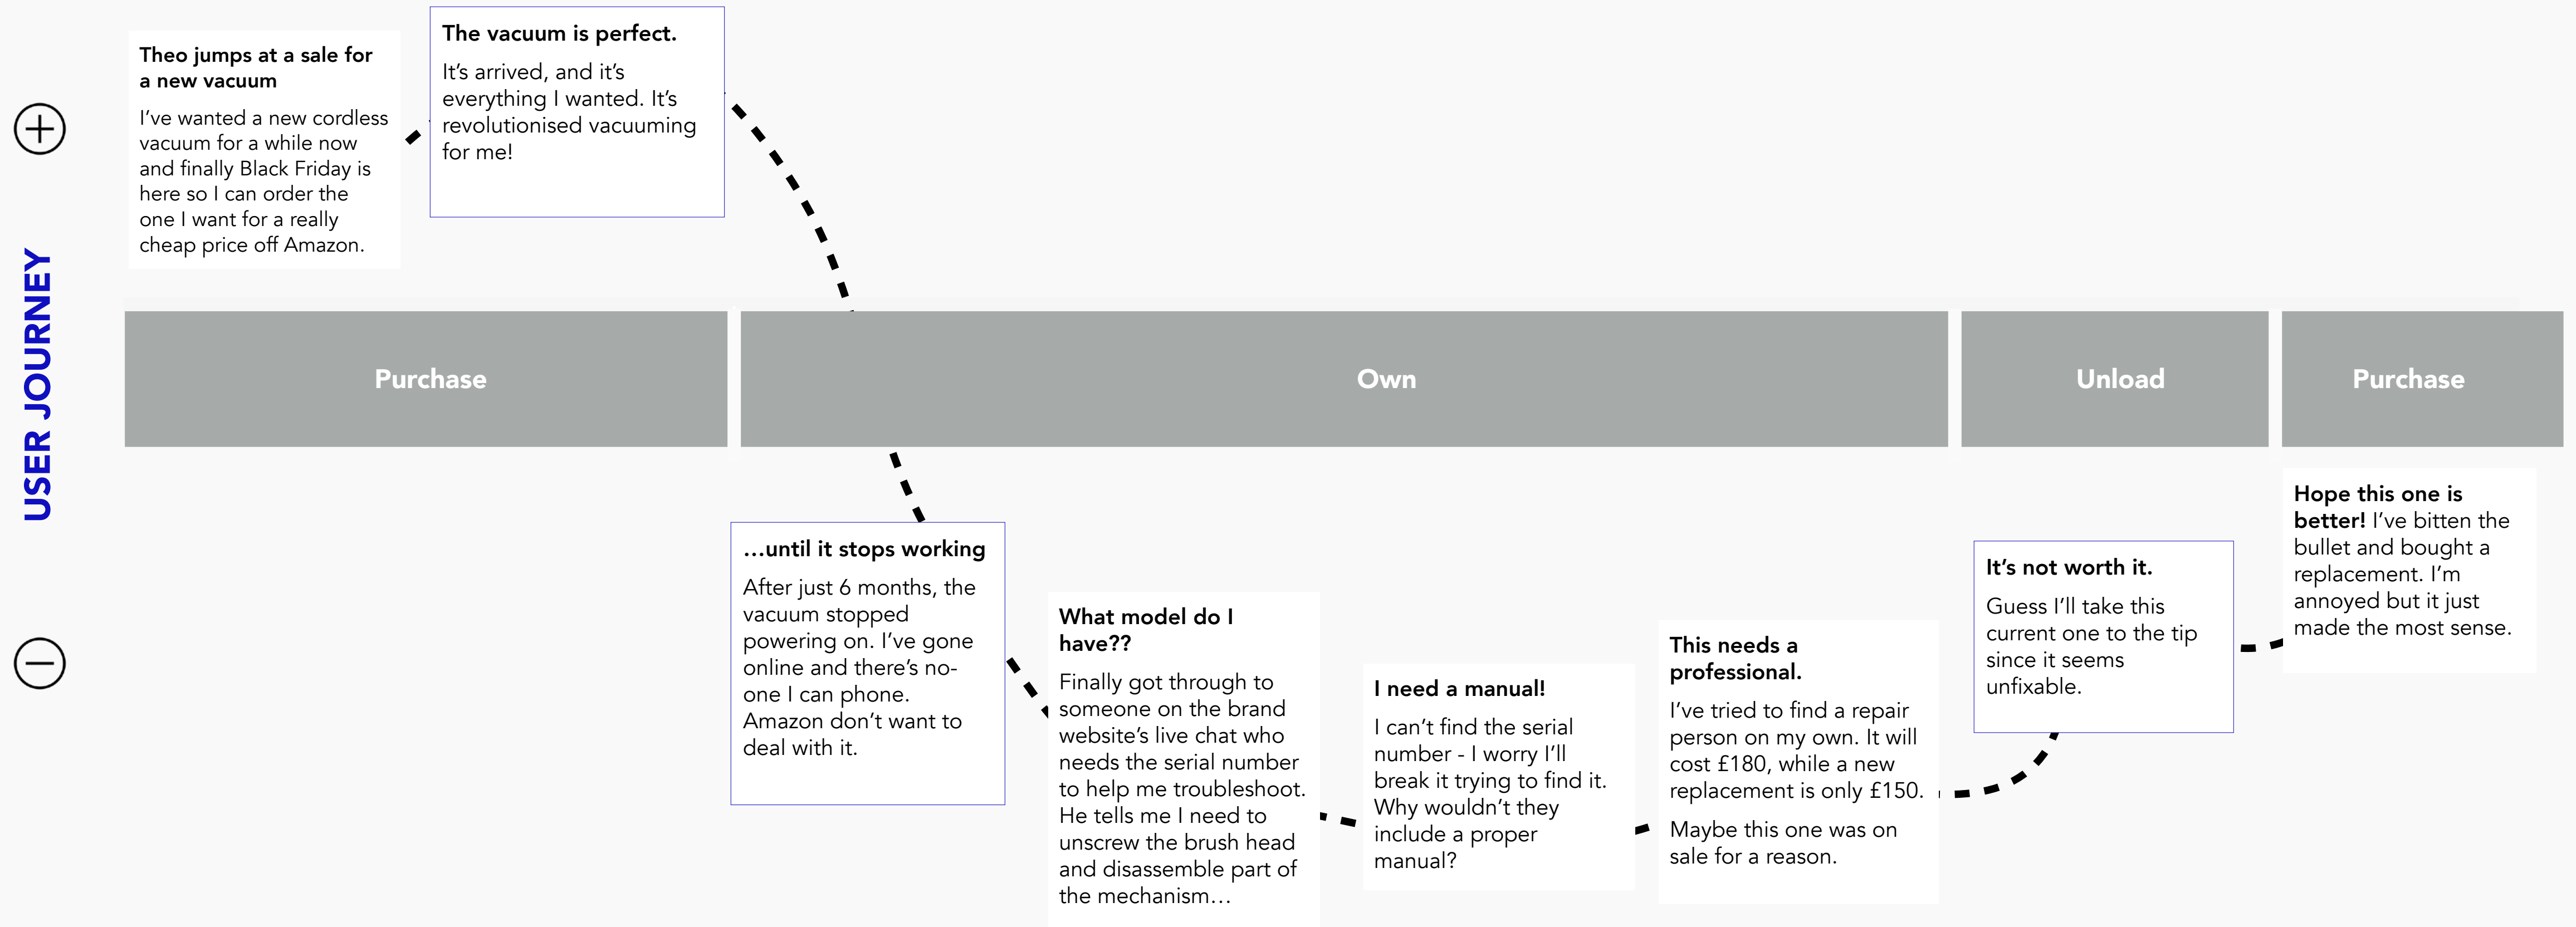 USER JOURNEY
Theo jumps at a sale for
a new vacuum
I’ve wanted a new cordless
vacuum for a while now
and finally Black Friday is
here so I can order the
one I want for a really
cheap price off Amazon.
The vacuum is perfect.
It’s arrived, and it’s
everything I wanted. It’s
revolutionised vacuuming
for me!
Purchase
Own
Unload
Purchase
…until it stops working
After just 6 months, the
vacuum stopped
powering on. I’ve gone
online and there’s no-
one I can phone.
Amazon don’t want to
deal with it.
What model do I
have??
Finally got through to
someone on the brand
website’s live chat who
needs the serial number
to help me troubleshoot.
He tells me I need to
unscrew the brush head
and disassemble part of
the mechanism…
I need a manual!
I can’t find the serial
number - I worry I’ll
break it trying to find it.
Why wouldn’t they
include a proper
manual?
This needs a
professional.
I’ve tried to find a repair
person on my own. It will
cost £180, while a new
replacement is only £150.
Maybe this one was on
sale for a reason.
It’s not worth it.
Guess I’ll take this
current one to the tip
since it seems
unfixable.
Hope this one is
better! I’ve bitten the
bullet and bought a
replacement. I’m
annoyed but it just
made the most sense.